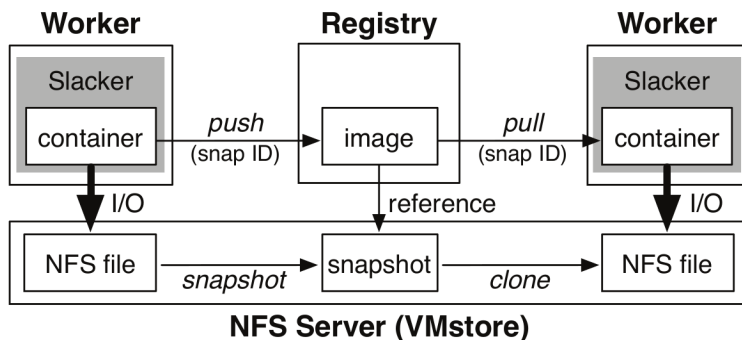 Worker
Registry
Worker
Slacker
Slacker
container
push
(snap ID)
image
pull
(snap ID)
container
I/O
reference
I/O
NFS file
snapshot
snapshot
clone
NFS file
NFS Server (VMstore)